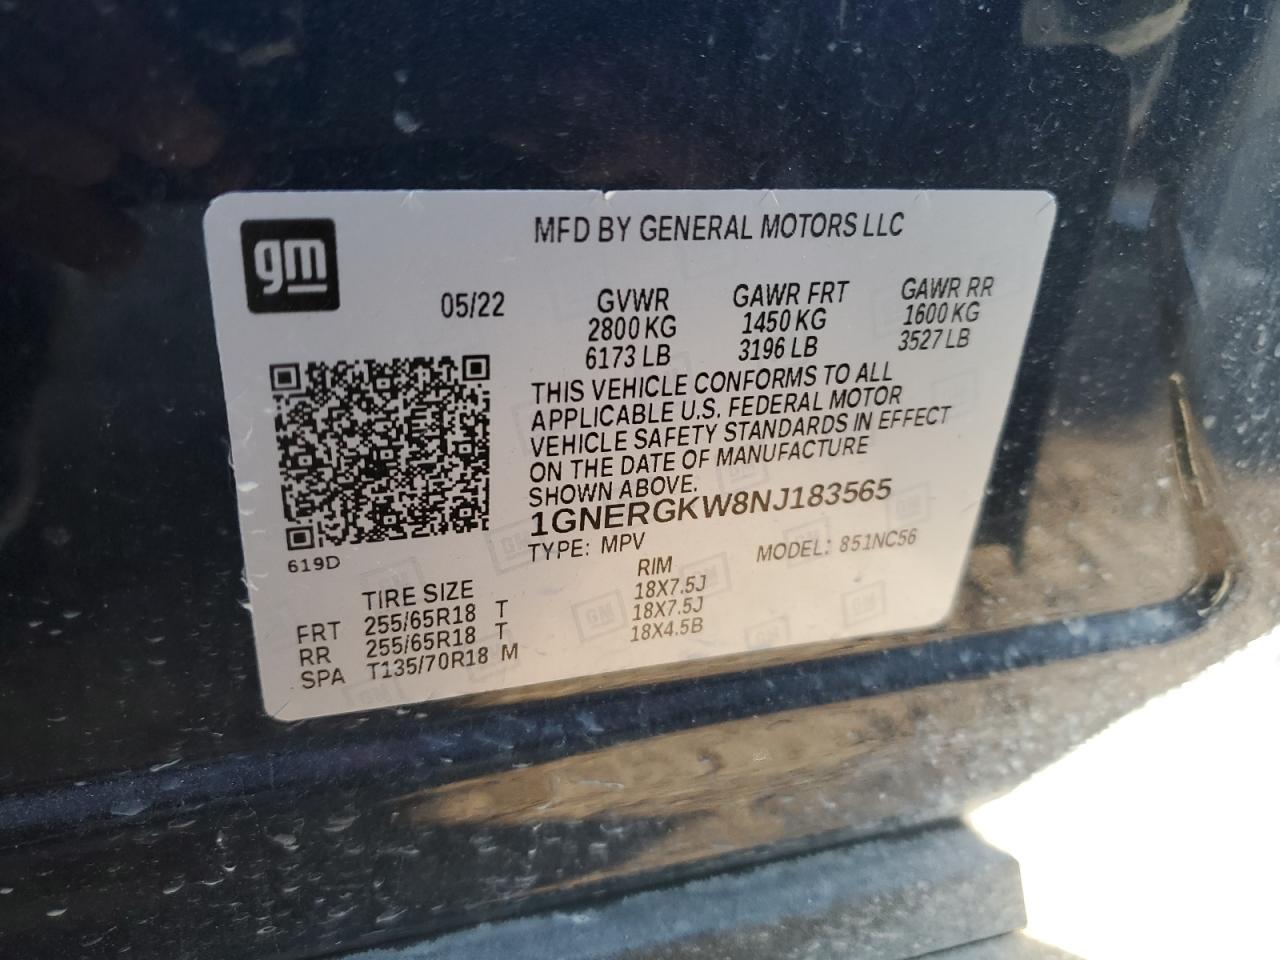 gm
MFD BY GENERAL MOTORS LLC
05/22 GVWR GAWR FRT GAWR RR
2800 KG 1450 KG 1600 KG
6173 LB 3196 LB 3527 LB
THIS VEHICLE CONFORMS TO ALL
APPLICABLE U.S. FEDERAL MOTOR
VEHICLE SAFETY STANDARDS IN EFFECT
ON THE DATE OF MANUFACTURE
SHOWN ABOVE.
1GNERGKW8NJ183565
619D
TYPE: MPV MODEL: 851NC56
TIRE SIZE RIM
FRT 255/65R18 T 18X7.5J
RR 255/65R18 T 18X7.5J
SPA T135/70R18 M 18X4.5B